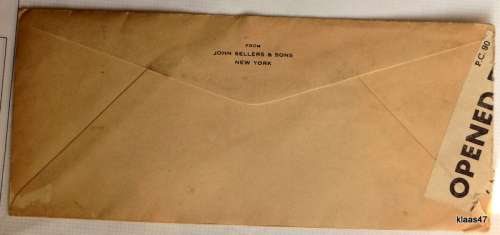 FROM
JOHN SELLERS & SONS
NEW YORK
P.C. 90
OPENED
klaas47